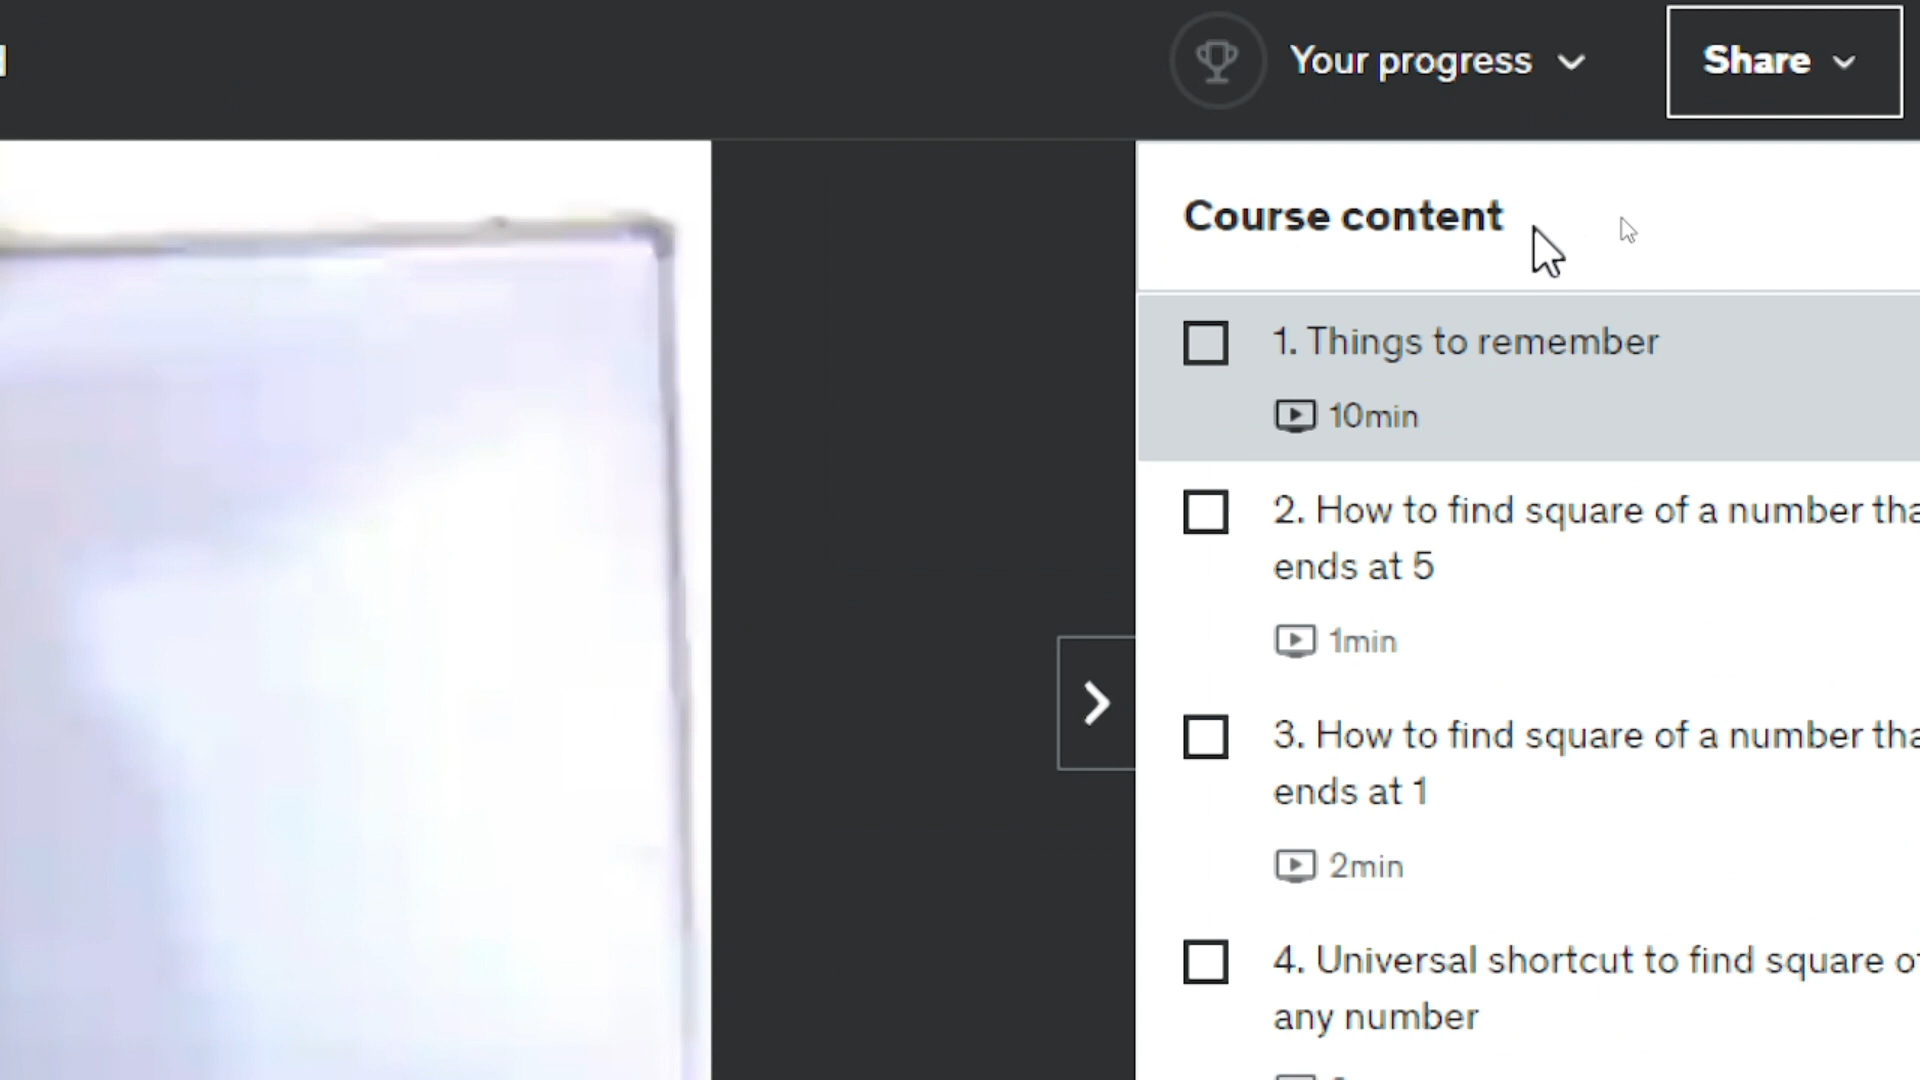 Your progress
Share
Course content
1. Things to remember
10min
2. How to find square of a number
ends at 5
1min
3. How to find square of a number
ends at 1
2min
4. Universal shortcut to find square
any number